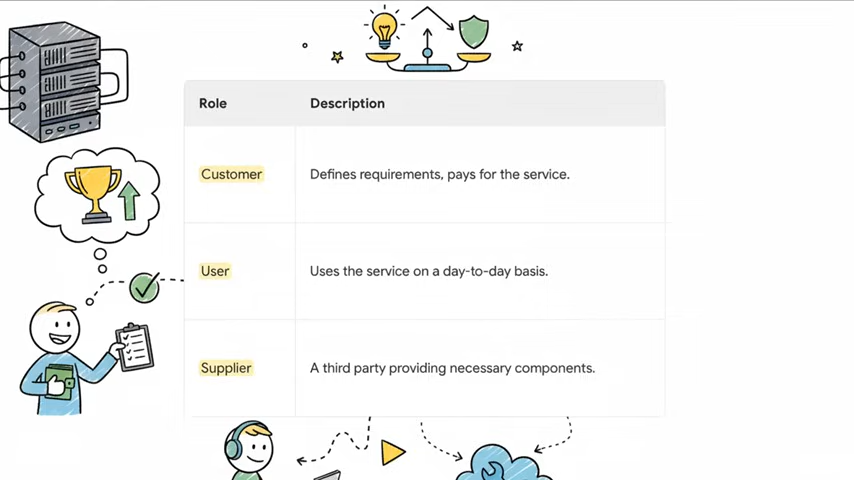 Role Description
Customer Defines requirements, pays for the service.
User Uses the service on a day-to-day basis.
Supplier A third party providing necessary components.